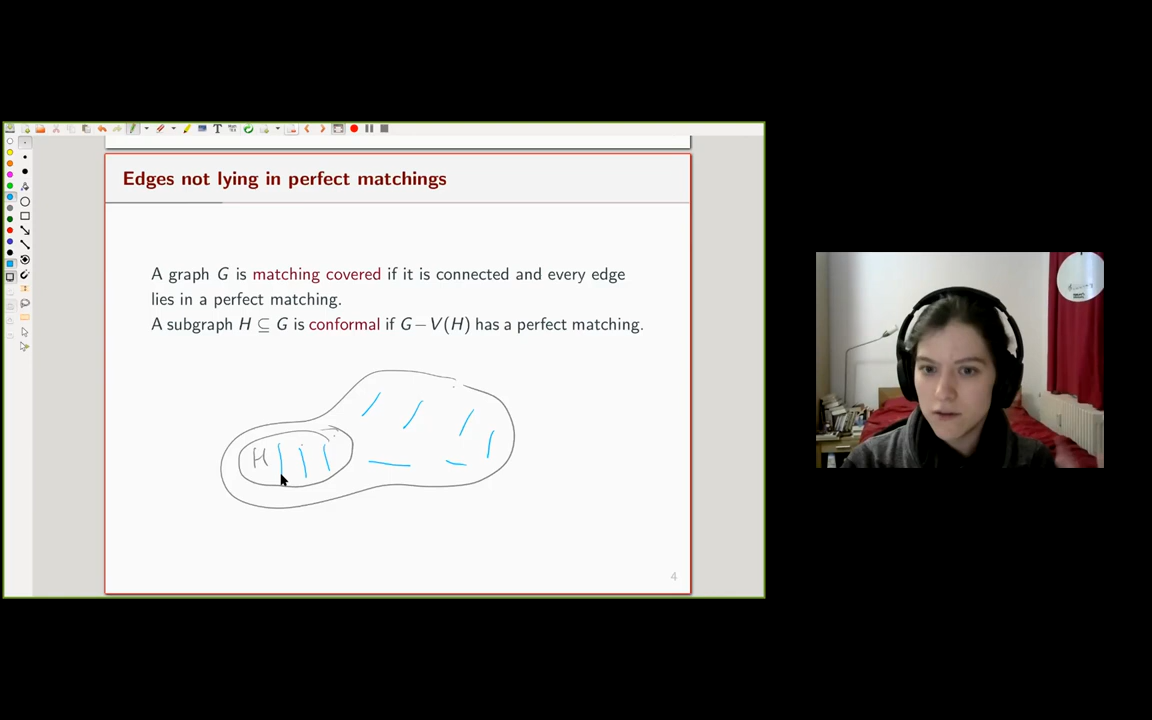 Edges not lying in perfect matchings
A graph G is matching covered if it is connected and every edge
lies in a perfect matching.
A subgraph H ⊆ G is conformal if G−V(H) has a perfect matching.
H
4